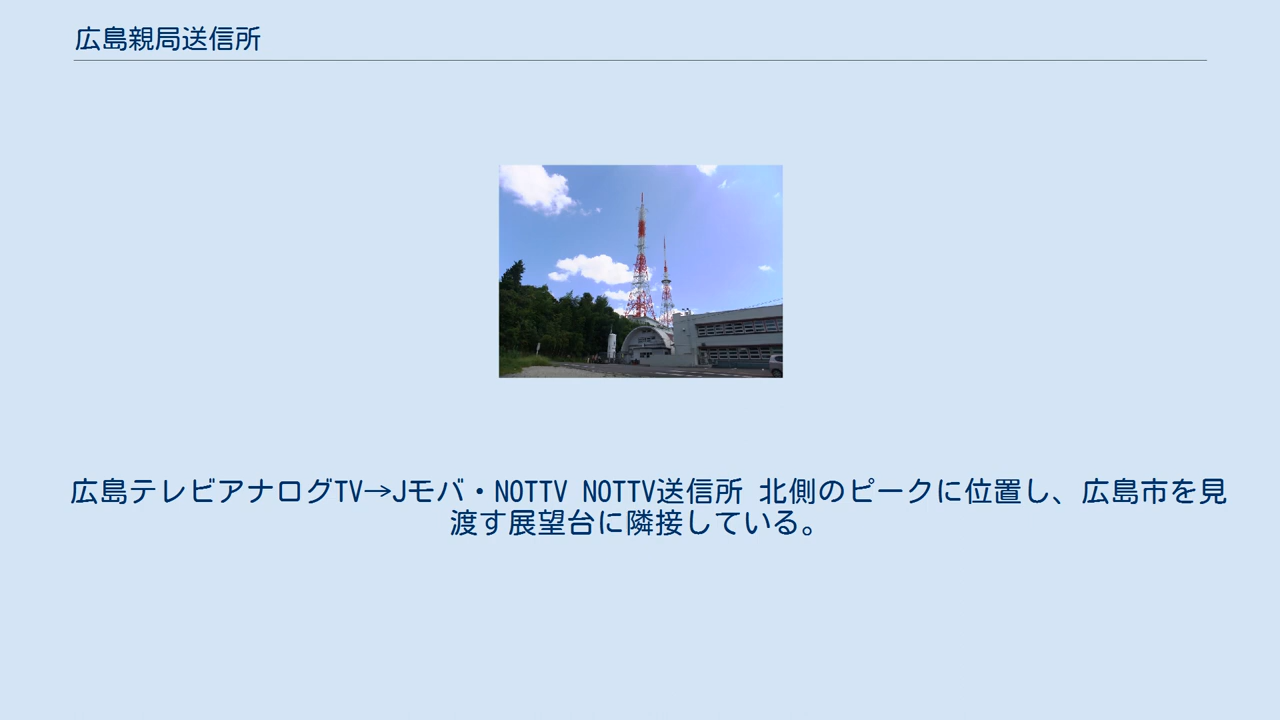 広島親局送信所
広島テレビアナログTV→Jモバ・NOTTV NOTTV送信所 北側のピークに位置し、広島市を見
渡す展望台に隣接している。